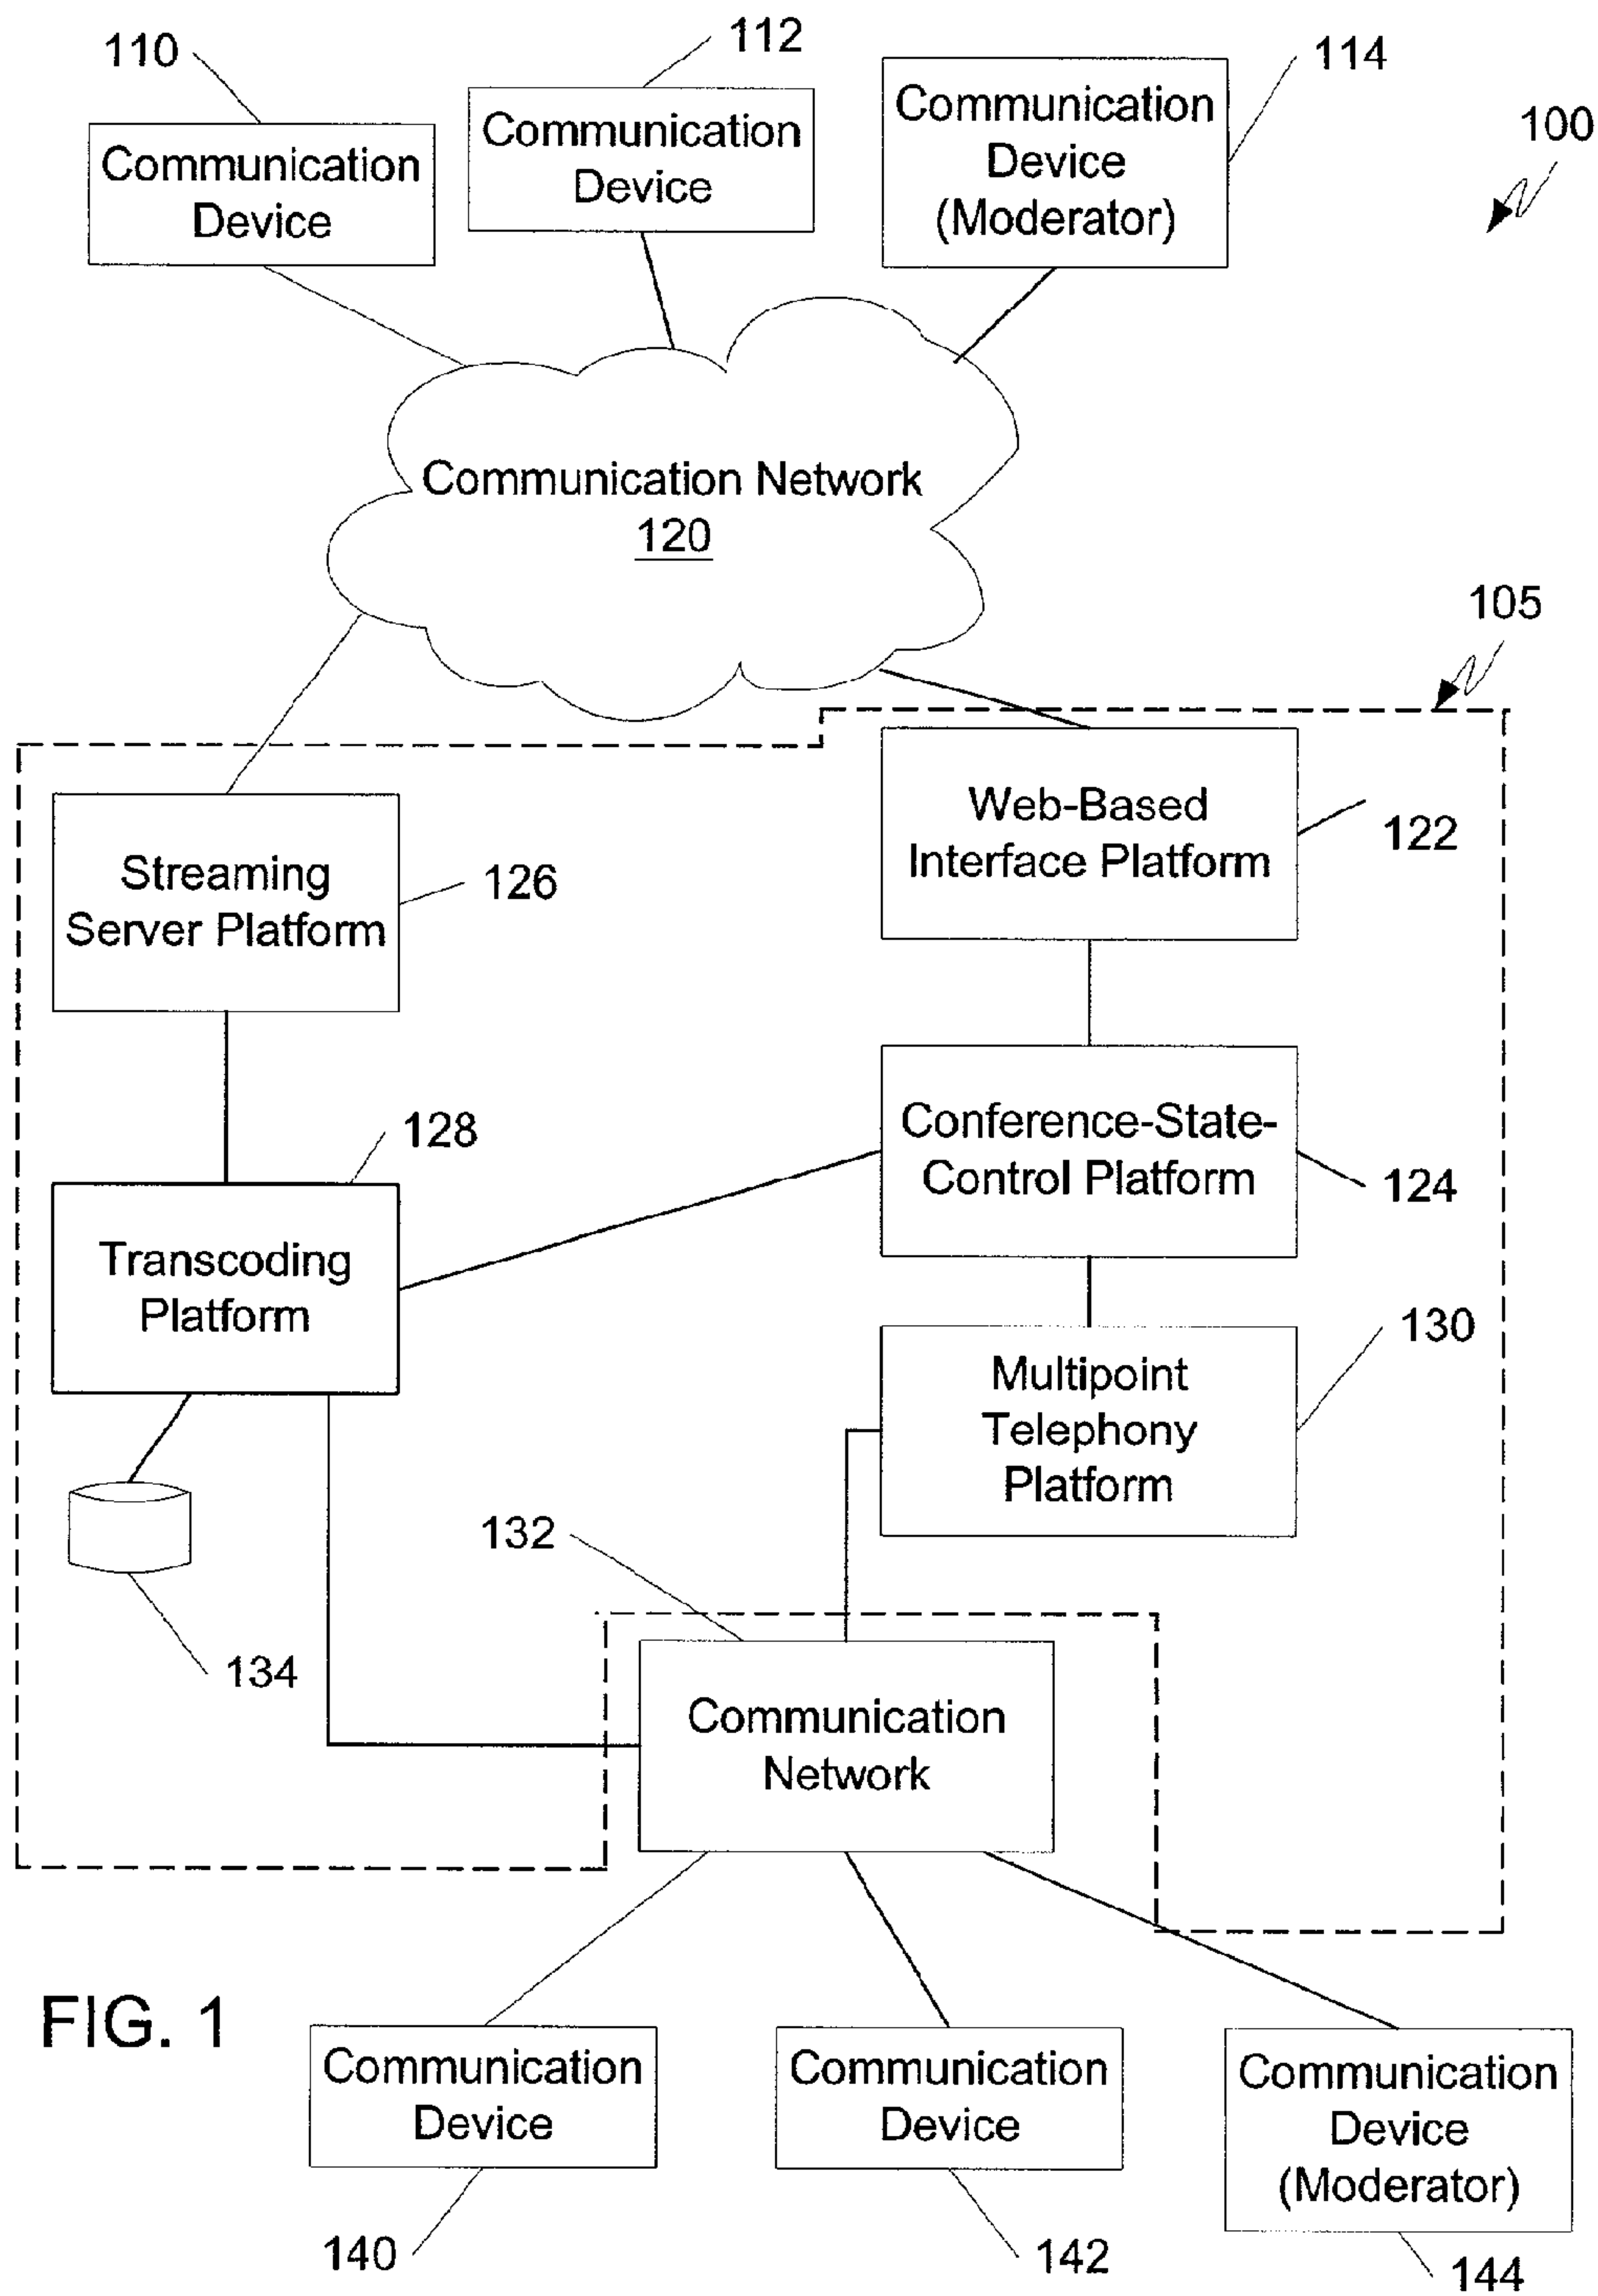 110
112
114
100
Communication
Device
Communication
Device
Communication
Device
(Moderator)
Communication Network
120
105
Web-Based
Interface Platform
122
Streaming
Server Platform
126
128
Conference-State-
Control Platform
124
Transcoding
Platform
130
Multipoint
Telephony
Platform
132
134
Communication
Network
FIG. 1
Communication
Device
Communication
Device
Communication
Device
(Moderator)
140
142
144